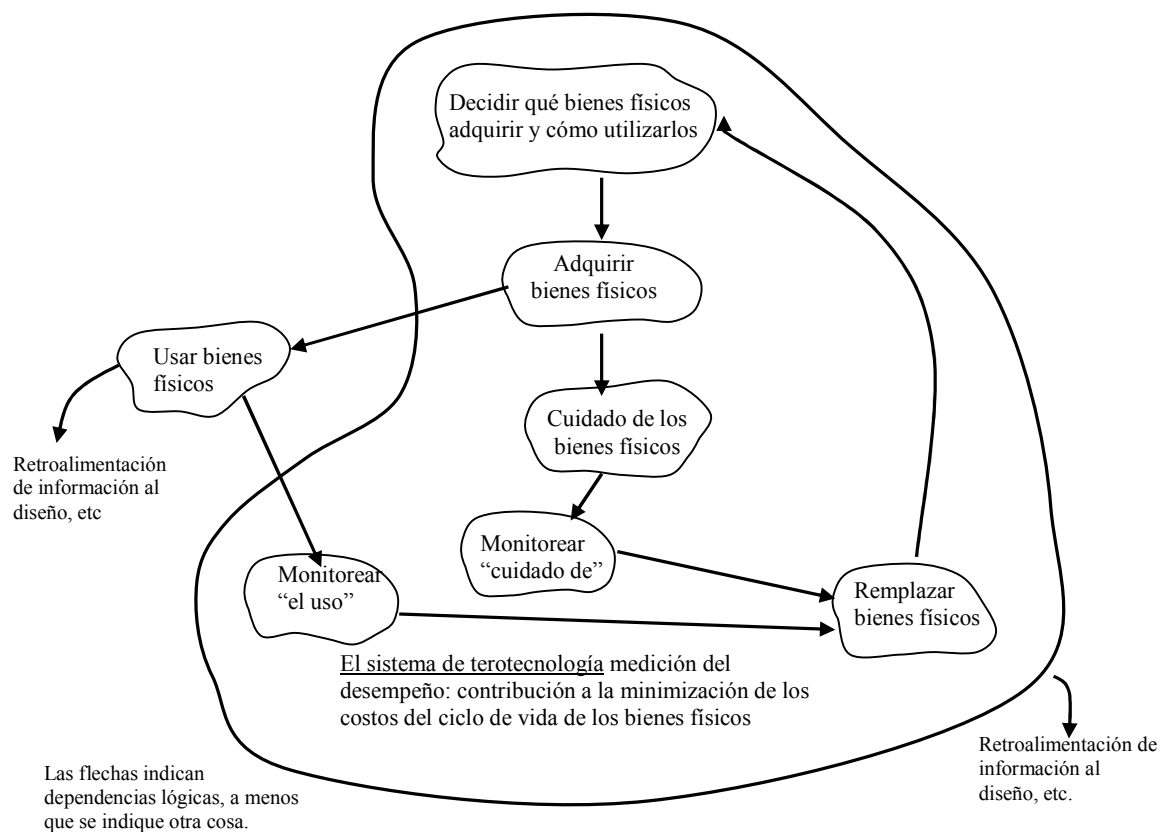 Decidir qué bienes físicos
adquirir y cómo utilizarlos
Adquirir
bienes físicos
Usar bienes
físicos
Cuidado de los
bienes físicos
Retroalimentación
de información al
diseño, etc
Monitorear
“cuidado de”
Monitorear
“el uso”
Remplazar
bienes físicos
El sistema de terotecnología medición del
desempeño: contribución a la minimización de los
costos del ciclo de vida de los bienes físicos
Retroalimentación de
información al
diseño, etc.
Las flechas indican
dependencias lógicas, a menos
que se indique otra cosa.